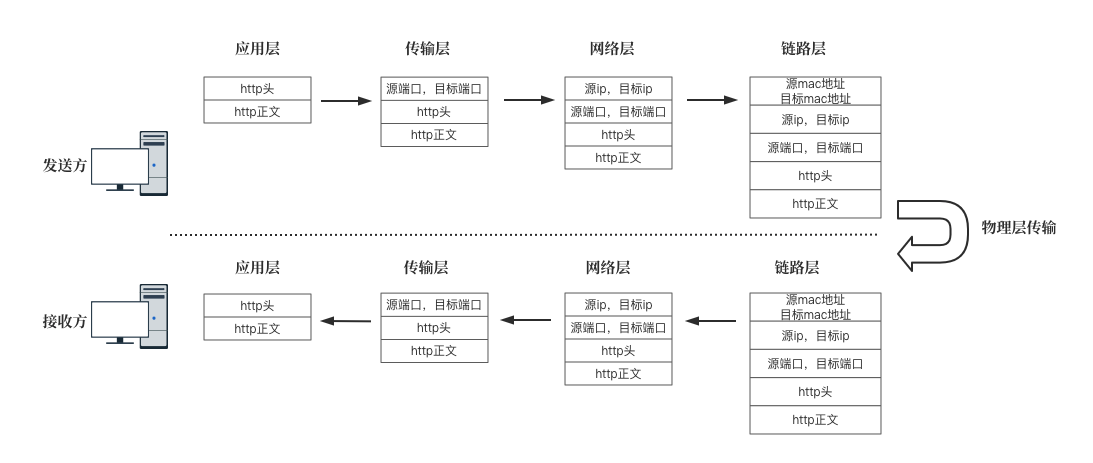 应用层
传输层
网络层
链路层
发送方
http头
http正文
源端口，目标端口
http头
http正文
源ip，目标ip
源端口，目标端口
http头
http正文
源mac地址
目标mac地址
源ip，目标ip
源端口，目标端口
http头
http正文
物理层传输
应用层
传输层
网络层
链路层
接收方
http头
http正文
源端口，目标端口
http头
http正文
源ip，目标ip
源端口，目标端口
http头
http正文
源mac地址
目标mac地址
源ip，目标ip
源端口，目标端口
http头
http正文